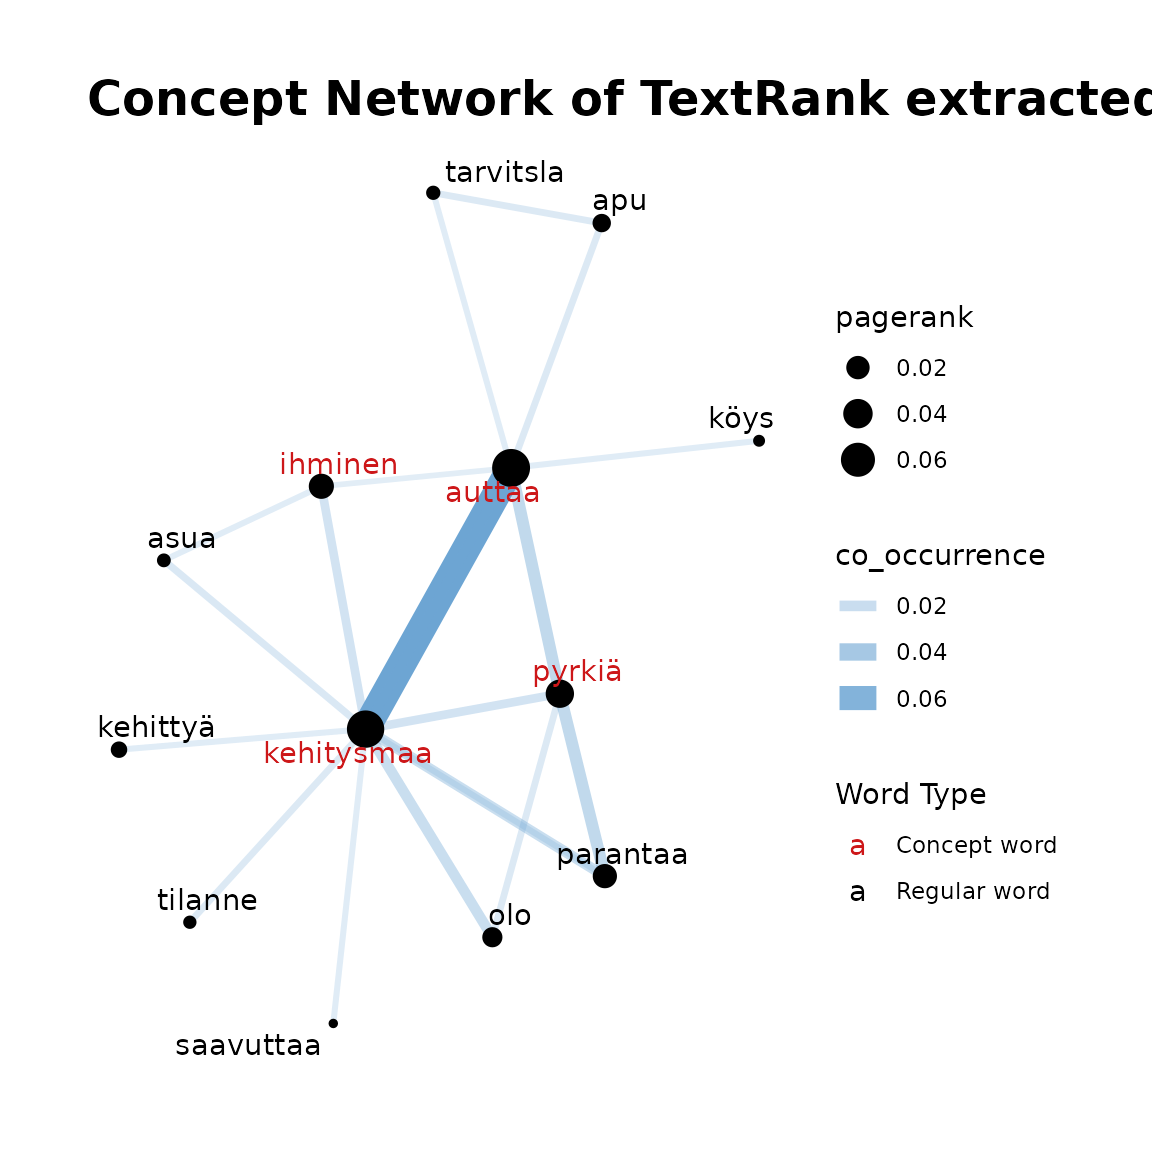 Concept Network of TextRank extracted
tarvitsla
apu
pagerank
0.02
0.04
0.06
köys
ihminen
auttaa
asua
co_occurrence
0.02
0.04
0.06
pyrkiä
kehittyä
kehitysmaa
Word Type
a Concept word
a Regular word
parantaa
tilanne
olo
saavuttaa